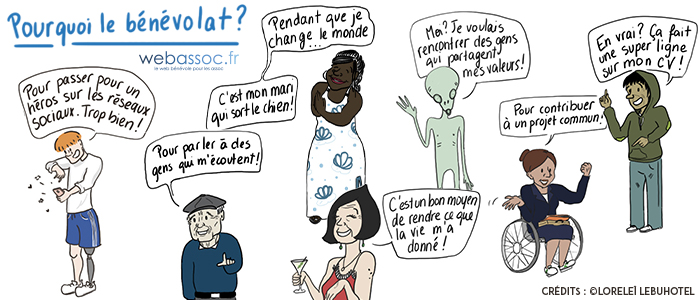 Pourquoi le bénévolat?
webassoc.fr
le web bénévole pour les assos
Pour passer pour un
héros sur les réseaux
sociaux. Trop bien!
Pour parler à des
gens qui m'écoutent!
Pendant que je
change le monde
...
C'est mon mari
qui sort le chien!
C'est un bon moyen
de rendre ce que
la vie m'a
donné!
Moi? Je voulais
rencontrer des gens
qui partagent
mes valeurs!
Pour contribuer
à un projet commun!
En vrai? Ça fait
une super ligne
sur mon CV!
CRÉDITS : ©LORELEÏ LEBUHOTEL